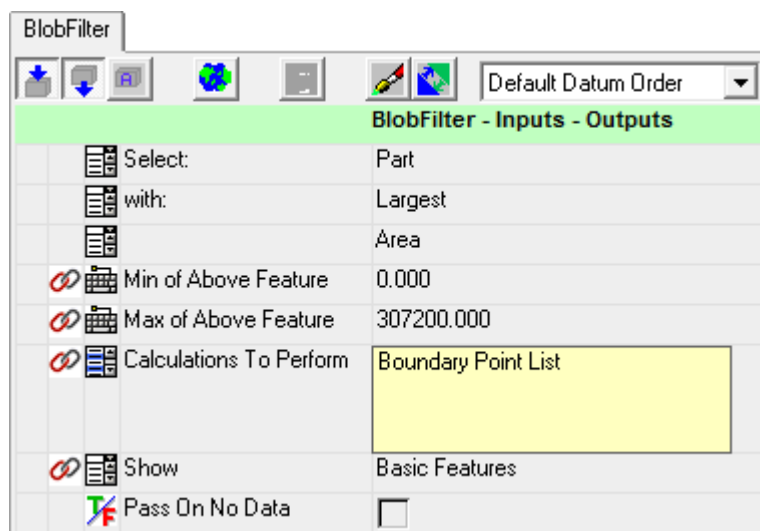 BlobFilter
A
Default Datum Order
BlobFilter - Inputs - Outputs
Select: Part
with: Largest
Area
Min of Above Feature 0.000
Max of Above Feature 307200.000
Calculations To Perform Boundary Point List
Show Basic Features
T/F Pass On No Data